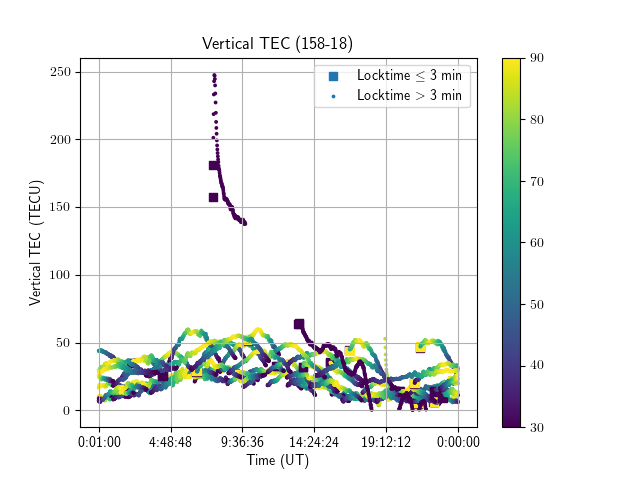 Vertical TEC (158-18)
Locktime ≤ 3 min
Locktime > 3 min
250
200
150
100
50
0
Vertical TEC (TECU)
0:01:00 4:48:48 9:36:36 14:24:24 19:12:12 0:00:00
Time (UT)
90
80
70
60
50
40
30